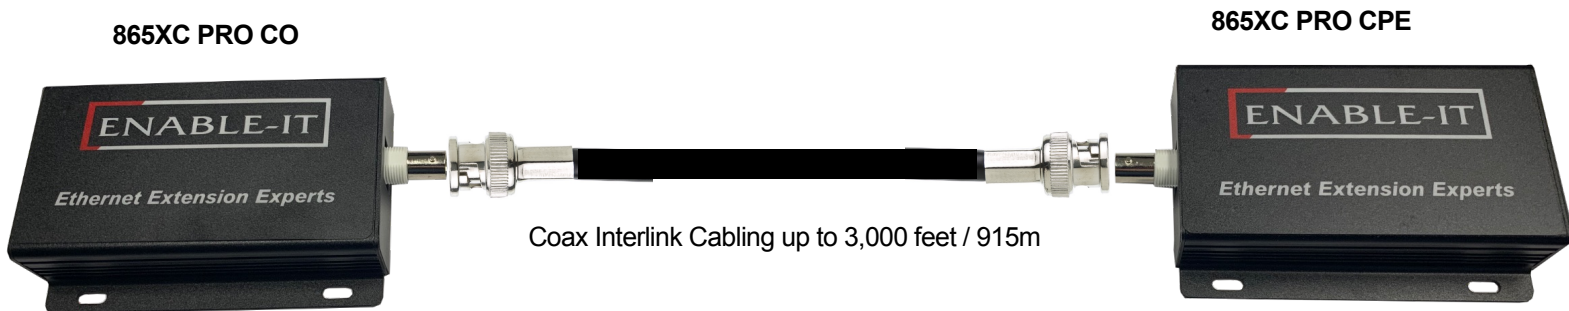 865XC PRO CO
865XC PRO CPE
ENABLE-IT
Ethernet Extension Experts
ENABLE-IT
Ethernet Extension Experts
Coax Interlink Cabling up to 3,000 feet / 915m